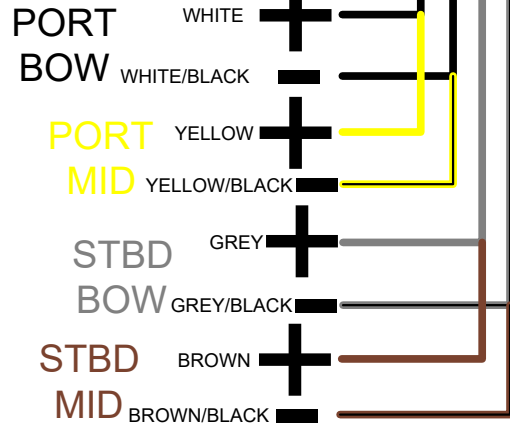 PORT
BOW
WHITE
WHITE/BLACK
PORT
MID
YELLOW
YELLOW/BLACK
STBD
BOW
GREY
GREY/BLACK
STBD
MID
BROWN
BROWN/BLACK